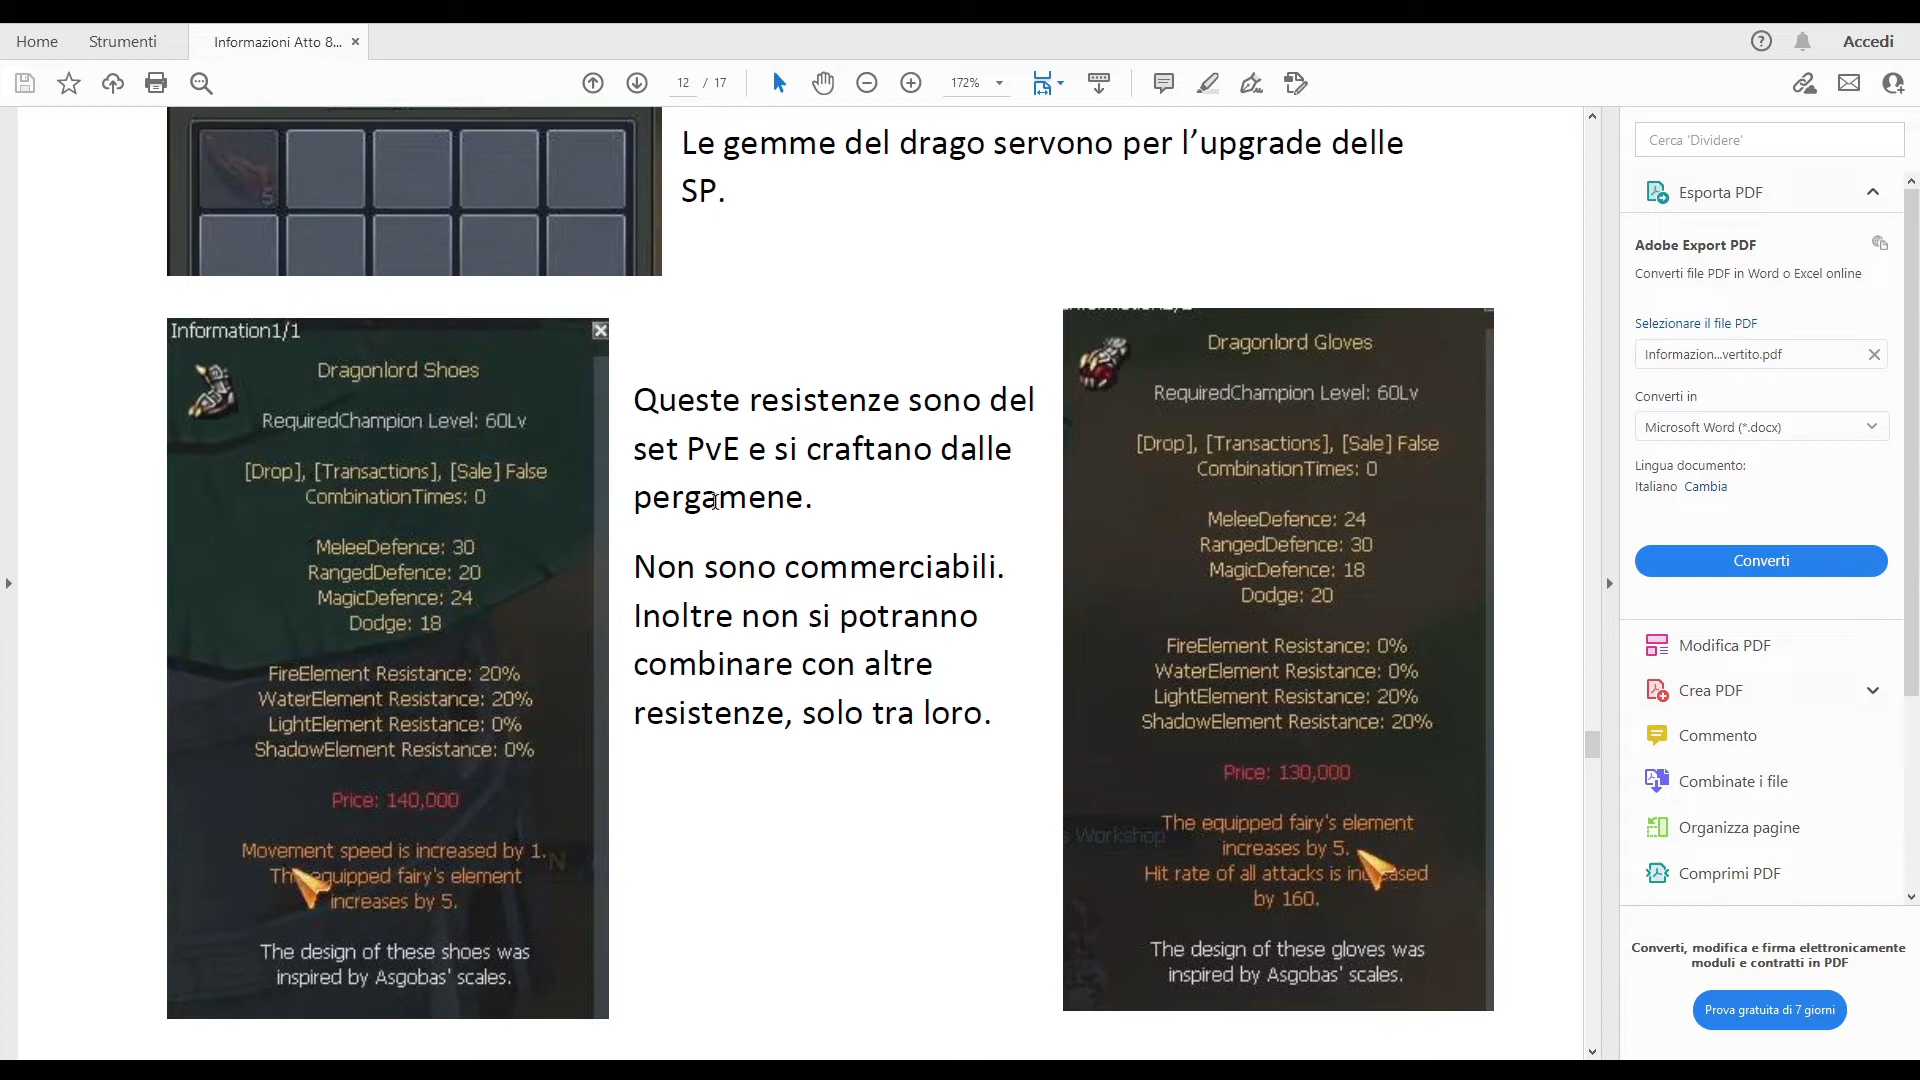 Home
Strumenti
Informazioni Atto 8...
Accedi
12 / 17
172%
Le gemme del drago servono per l’upgrade delle
SP.
5
Information1/1
Dragonlord Shoes
RequiredChampion Level: 60Lv
[Drop], [Transactions], [Sale] False
CombinationTimes: 0
MeleeDefence: 30
RangedDefence: 20
MagicDefence: 24
Dodge: 18
FireElement Resistance: 20%
WaterElement Resistance: 20%
LightElement Resistance: 0%
ShadowElement Resistance: 0%
Price: 140,000
Movement speed is increased by 1.
The equipped fairy's element
increases by 5.
The design of these shoes was
inspired by Asgobas' scales.
N
Queste resistenze sono del
set PvE e si craftano dalle
pergamene.
Non sono commerciabili.
Inoltre non si potranno
combinare con altre
resistenze, solo tra loro.
Dragonlord Gloves
RequiredChampion Level: 60Lv
[Drop], [Transactions], [Sale] False
CombinationTimes: 0
MeleeDefence: 24
RangedDefence: 30
MagicDefence: 18
Dodge: 20
FireElement Resistance: 0%
WaterElement Resistance: 0%
LightElement Resistance: 20%
ShadowElement Resistance: 20%
Price: 130,000
s Workshop
The equipped fairy's element
increases by 5.
Hit rate of all attacks is increased
by 160.
The design of these gloves was
inspired by Asgobas' scales.
Cerca 'Dividere'
Esporta PDF
Adobe Export PDF
Converti file PDF in Word o Excel online
Selezionare il file PDF
Informazion...vertito.pdf
Converti in
Microsoft Word (*.docx)
Lingua documento:
Italiano Cambia
Converti
Modifica PDF
Crea PDF
Commento
Combinate i file
Organizza pagine
Comprimi PDF
Converti, modifica e firma elettronicamente
moduli e contratti in PDF
Prova gratuita di 7 giorni